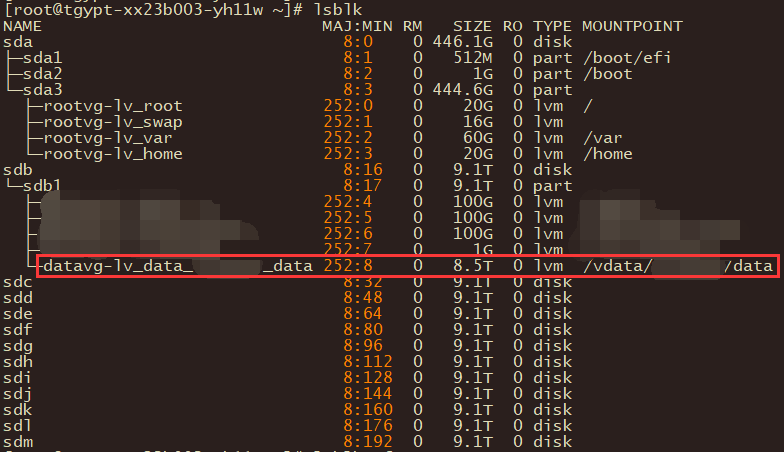 [root@tgypt-xx23b003-yh11w ~]# lsblk
NAME MAJ:MIN RM SIZE RO TYPE MOUNTPOINT
sda 8:0 0 446.1G 0 disk
├─sda1 8:1 0 512M 0 part /boot/efi
├─sda2 8:2 0 1G 0 part /boot
└─sda3 8:3 0 444.6G 0 part
├─rootvg-lv_root 252:0 0 20G 0 lvm /
├─rootvg-lv_swap 252:1 0 16G 0 lvm
├─rootvg-lv_var 252:2 0 60G 0 lvm /var
└─rootvg-lv_home 252:3 0 20G 0 lvm /home
sdb 8:16 0 9.1T 0 disk
└─sdb1 8:17 0 9.1T 0 part
├─ 252:4 0 100G 0 lvm
├─ 252:5 0 100G 0 lvm
├─ 252:6 0 100G 0 lvm
├─ 252:7 0 1G 0 lvm
└─datavg-lv_data_ _data 252:8 0 8.5T 0 lvm /vdata/ /data
sdc 8:32 0 9.1T 0 disk
sdd 8:48 0 9.1T 0 disk
sde 8:64 0 9.1T 0 disk
sdf 8:80 0 9.1T 0 disk
sdg 8:96 0 9.1T 0 disk
sdh 8:112 0 9.1T 0 disk
sdi 8:128 0 9.1T 0 disk
sdj 8:144 0 9.1T 0 disk
sdk 8:160 0 9.1T 0 disk
sdl 8:176 0 9.1T 0 disk
sdm 8:192 0 9.1T 0 disk